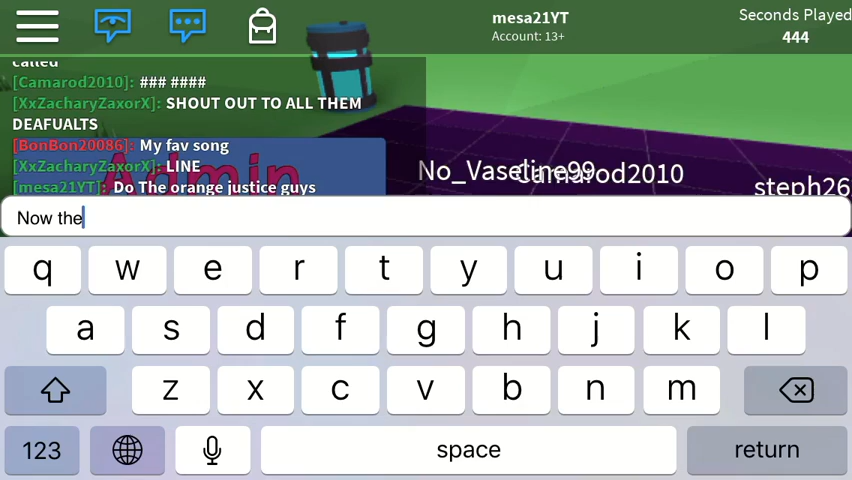 mesa21YT
Account: 13+
Seconds Played
444
called
[Camarod2010]: ### ####
[XxZacharyZaxorX]: SHOUT OUT TO ALL THEM
DEAFUALTS
[BonBon20086]: My fav song
[XxZacharyZaxorX]: LINE
[mesa21YT]: Do The orange justice guys
Admin
No_Vaseline99
Camarod2010
steph26
Now the
q w e r t y u i o p
a s d f g h j k l
z x c v b n m
123 space return